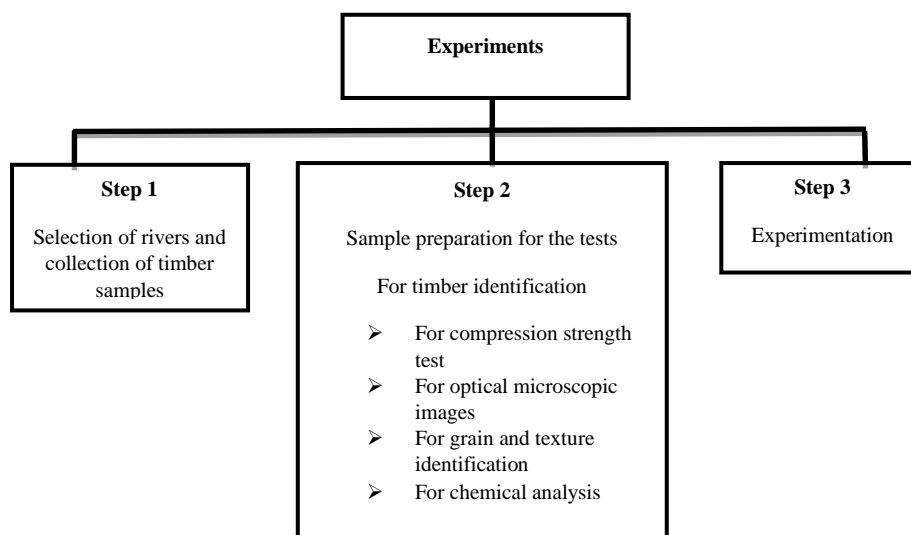 Experiments
Step 1
Selection of rivers and
collection of timber
samples
Step 2
Sample preparation for the tests
For timber identification
➢ For compression strength
test
➢ For optical microscopic
images
➢ For grain and texture
identification
➢ For chemical analysis
Step 3
Experimentation